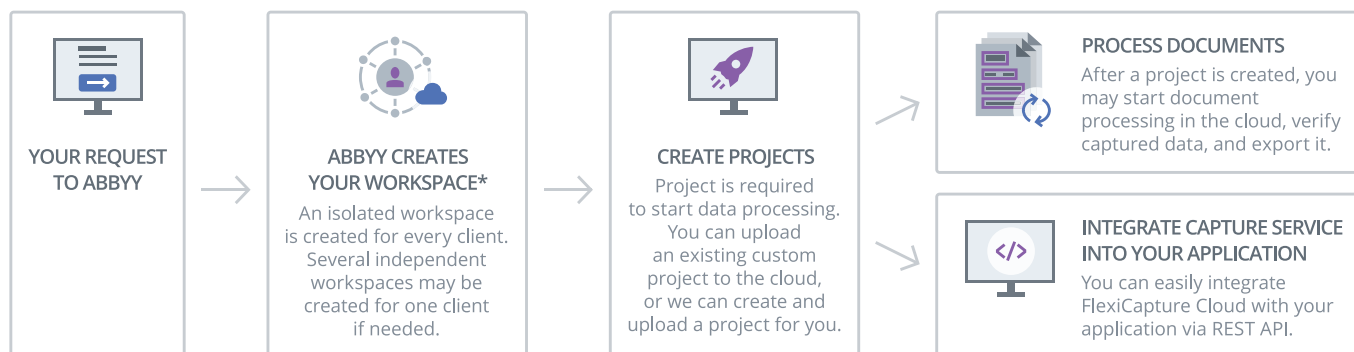 YOUR REQUEST
TO ABBYY
ABBYY CREATES
YOUR WORKSPACE*
An isolated workspace
is created for every client.
Several independent
workspaces may be
created for one client
if needed.
CREATE PROJECTS
Project is required
to start data processing.
You can upload
an existing custom
project to the cloud,
or we can create and
upload a project for you.
PROCESS DOCUMENTS
After a project is created, you
may start document
processing in the cloud, verify
captured data, and export it.
</>
INTEGRATE CAPTURE SERVICE
INTO YOUR APPLICATION
You can easily integrate
FlexiCapture Cloud with your
application via REST API.